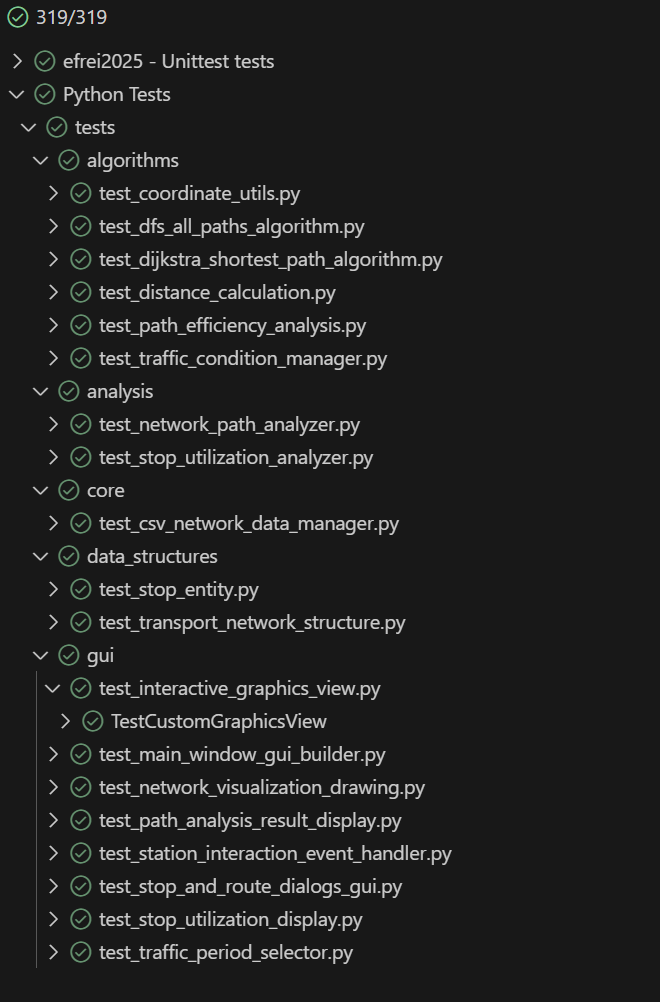 319/319
efrei2025 - Unittest tests
Python Tests
tests
algorithms
test_coordinate_utils.py
test_dfs_all_paths_algorithm.py
test_dijkstra_shortest_path_algorithm.py
test_distance_calculation.py
test_path_efficiency_analysis.py
test_traffic_condition_manager.py
analysis
test_network_path_analyzer.py
test_stop_utilization_analyzer.py
core
test_csv_network_data_manager.py
data_structures
test_stop_entity.py
test_transport_network_structure.py
gui
test_interactive_graphics_view.py
TestCustomGraphicsView
test_main_window_gui_builder.py
test_network_visualization_drawing.py
test_path_analysis_result_display.py
test_station_interaction_event_handler.py
test_stop_and_route_dialogs_gui.py
test_stop_utilization_display.py
test_traffic_period_selector.py